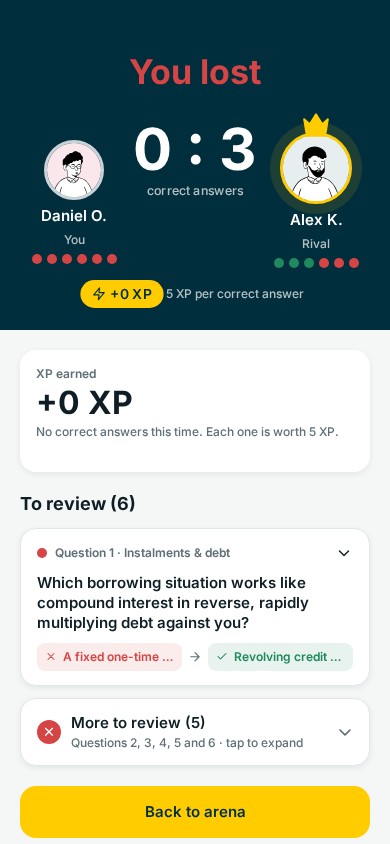 You lost
0 : 3
correct answers
Daniel O.
You
Alex K.
Rival
+0 XP
5 XP per correct answer
XP earned
+0 XP
No correct answers this time. Each one is worth 5 XP.
To review (6)
Question 1 · Instalments & debt
Which borrowing situation works like
compound interest in reverse, rapidly
multiplying debt against you?
A fixed one-time ...
Revolving credit ...
More to review (5)
Questions 2, 3, 4, 5 and 6 · tap to expand
Back to arena